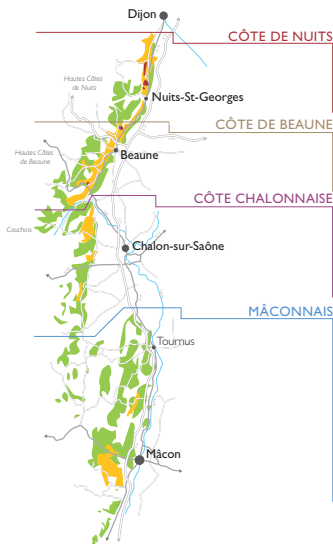 Dijon
CÔTE DE NUITS
Hautes Côtes
de Nuits
Nuits-St-Georges
CÔTE DE BEAUNE
Hautes Côtes
de Beaune
Beaune
CÔTE CHALONNAISE
Couchois
Chalon-sur-Saône
MÂCONNAIS
Tournus
Mâcon